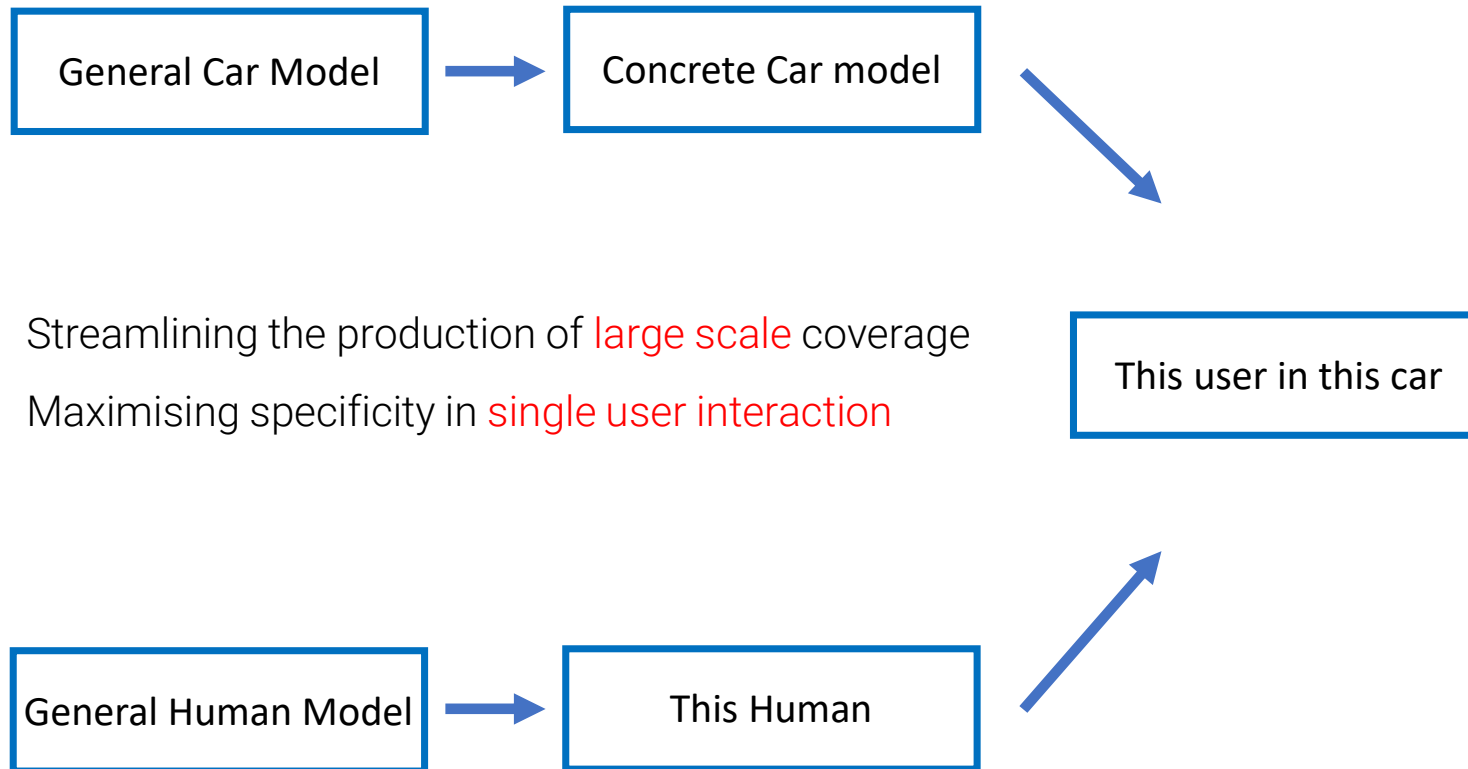 General Car Model
Concrete Car model
Streamlining the production of large scale coverage
Maximising specificity in single user interaction
This user in this car
General Human Model
This Human